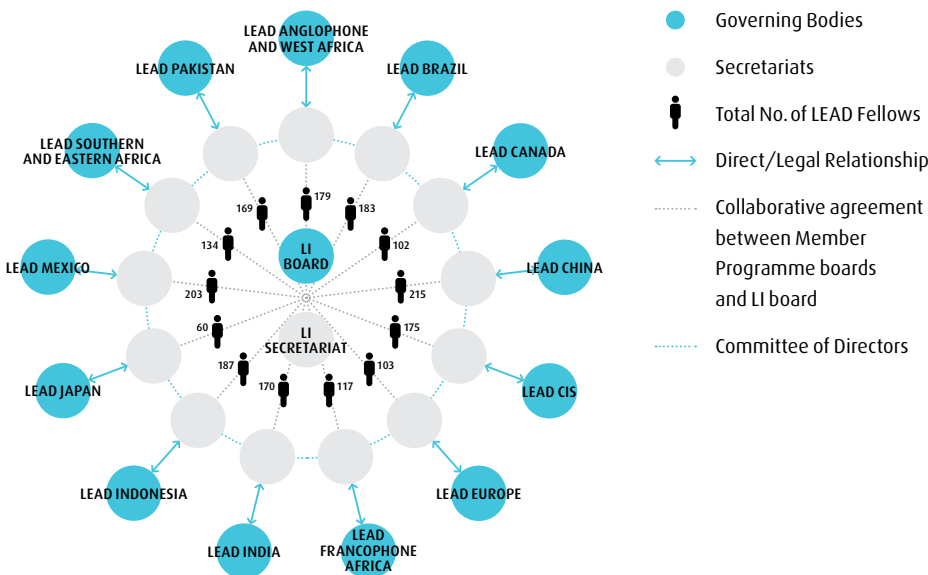 LEAD ANGLOPHONE
AND WEST AFRICA
LEAD PAKISTAN
LEAD BRAZIL
LEAD SOUTHERN
AND EASTERN AFRICA
LEAD CANADA
179
169
183
134
102
LI
BOARD
LEAD MEXICO
LEAD CHINA
203
215
60
175
LI
SECRETARIAT
187
103
170
117
LEAD JAPAN
LEAD CIS
LEAD INDONESIA
LEAD EUROPE
LEAD INDIA
LEAD
FRANCOPHONE
AFRICA
Governing Bodies
Secretariats
Total No. of LEAD Fellows
Direct/Legal Relationship
Collaborative agreement
between Member
Programme boards
and LI board
Committee of Directors